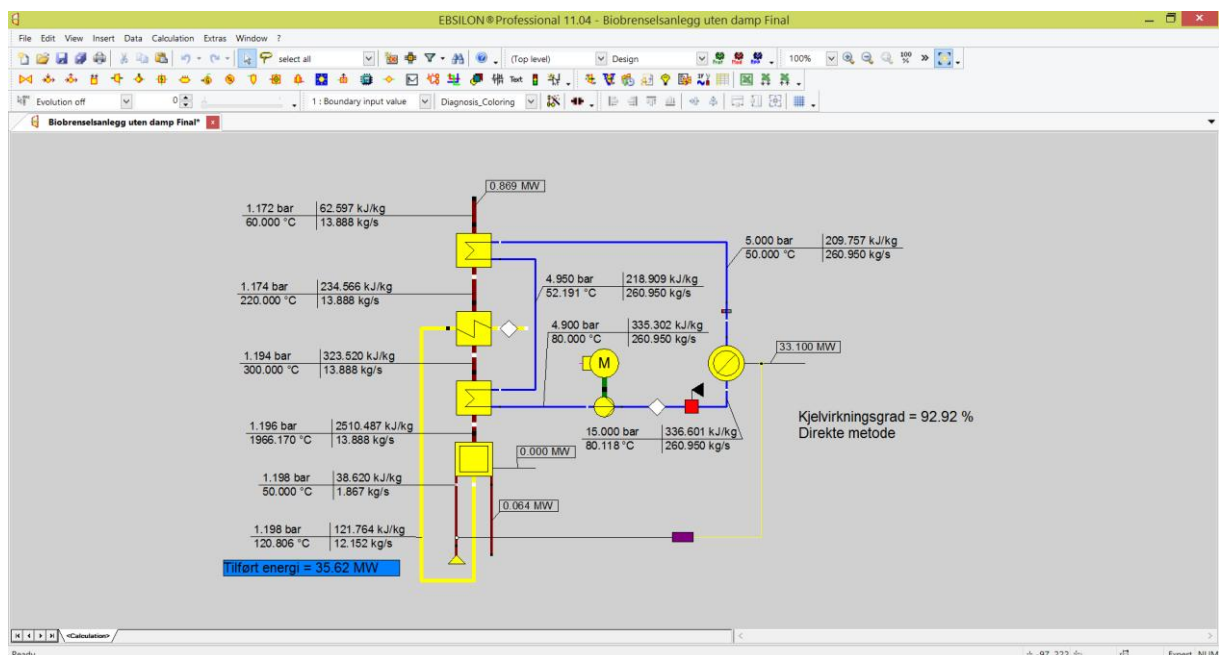 EBSILON®Professional 11.04 - Biobrenselsanlegg uten damp Final
File Edit View Insert Data Calculation Extras Window ?
select all (Top level) Design 100%
Text
Evolution off 0 1 : Boundary input value Diagnosis_Coloring
Biobrenselsanlegg uten damp Final*
0.869 MW
1.172 bar 62.597 kJ/kg
60.000 °C 13.888 kg/s
5.000 bar 209.757 kJ/kg
50.000 °C 260.950 kg/s
1.174 bar 234.566 kJ/kg
220.000 °C 13.888 kg/s
4.950 bar 218.909 kJ/kg
52.191 °C 260.950 kg/s
4.900 bar 335.302 kJ/kg
80.000 °C 260.950 kg/s
M
33.100 MW
1.194 bar 323.520 kJ/kg
300.000 °C 13.888 kg/s
Kjelvirkningsgrad = 92.92 %
Direkte metode
1.196 bar 2510.487 kJ/kg
1966.170 °C 13.888 kg/s
15.000 bar 336.601 kJ/kg
80.118 °C 260.950 kg/s
0.000 MW
1.198 bar 38.620 kJ/kg
50.000 °C 1.867 kg/s
0.064 MW
1.198 bar 121.764 kJ/kg
120.806 °C 12.152 kg/s
Tilført energi = 35.62 MW
<Calculation>
Ready Expert NUM